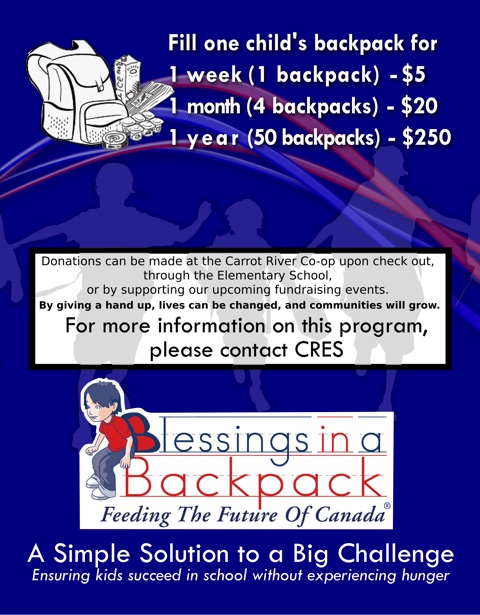 Fill one child's backpack for
1 week (1 backpack) - $5
1 month (4 backpacks) - $20
1 year (50 backpacks) - $250
Donations can be made at the Carrot River Co-op upon check out,
through the Elementary School,
or by supporting our upcoming fundraising events.
By giving a hand up, lives can be changed, and communities will grow.
For more information on this program,
please contact CRES
Blessings in a
Backpack
Feeding The Future Of Canada®
A Simple Solution to a Big Challenge
Ensuring kids succeed in school without experiencing hunger